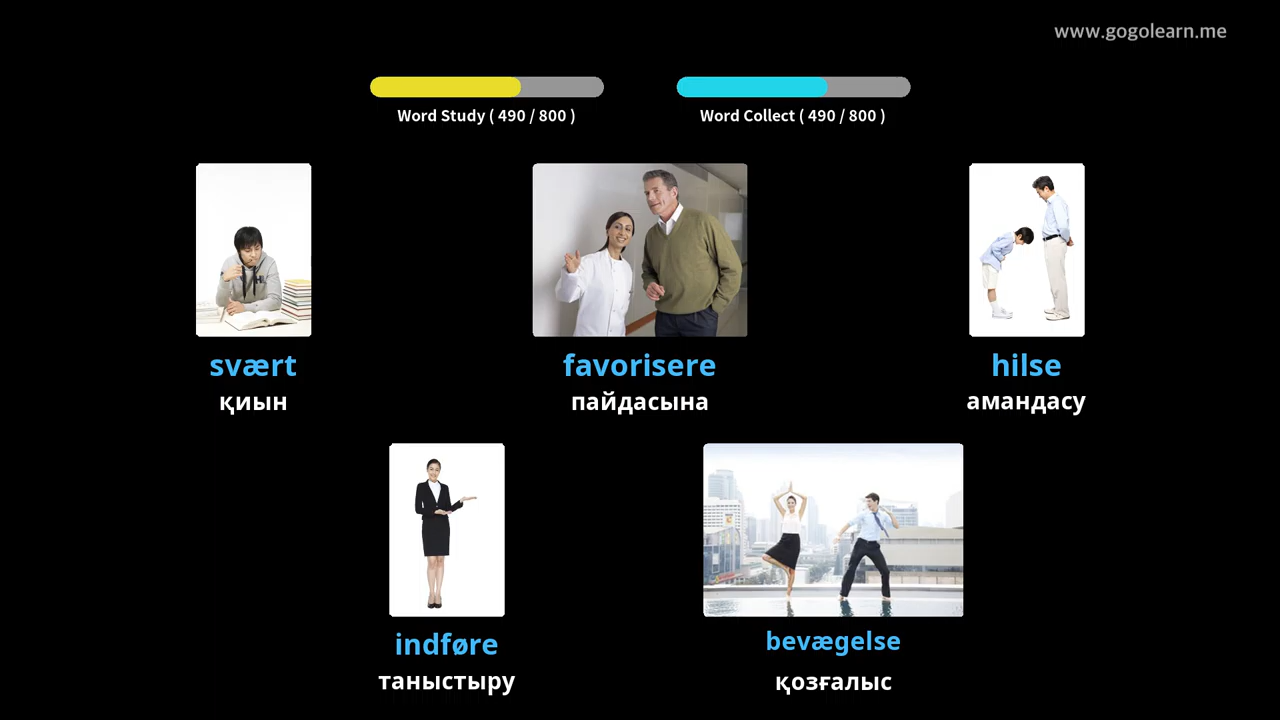 www.gogolearn.me
Word Study ( 490 / 800 )
Word Collect ( 490 / 800 )
svært
favorisere
hilse
қиын
пайдасына
амандасу
indføre
bevægelse
таныстыру
қозғалыс